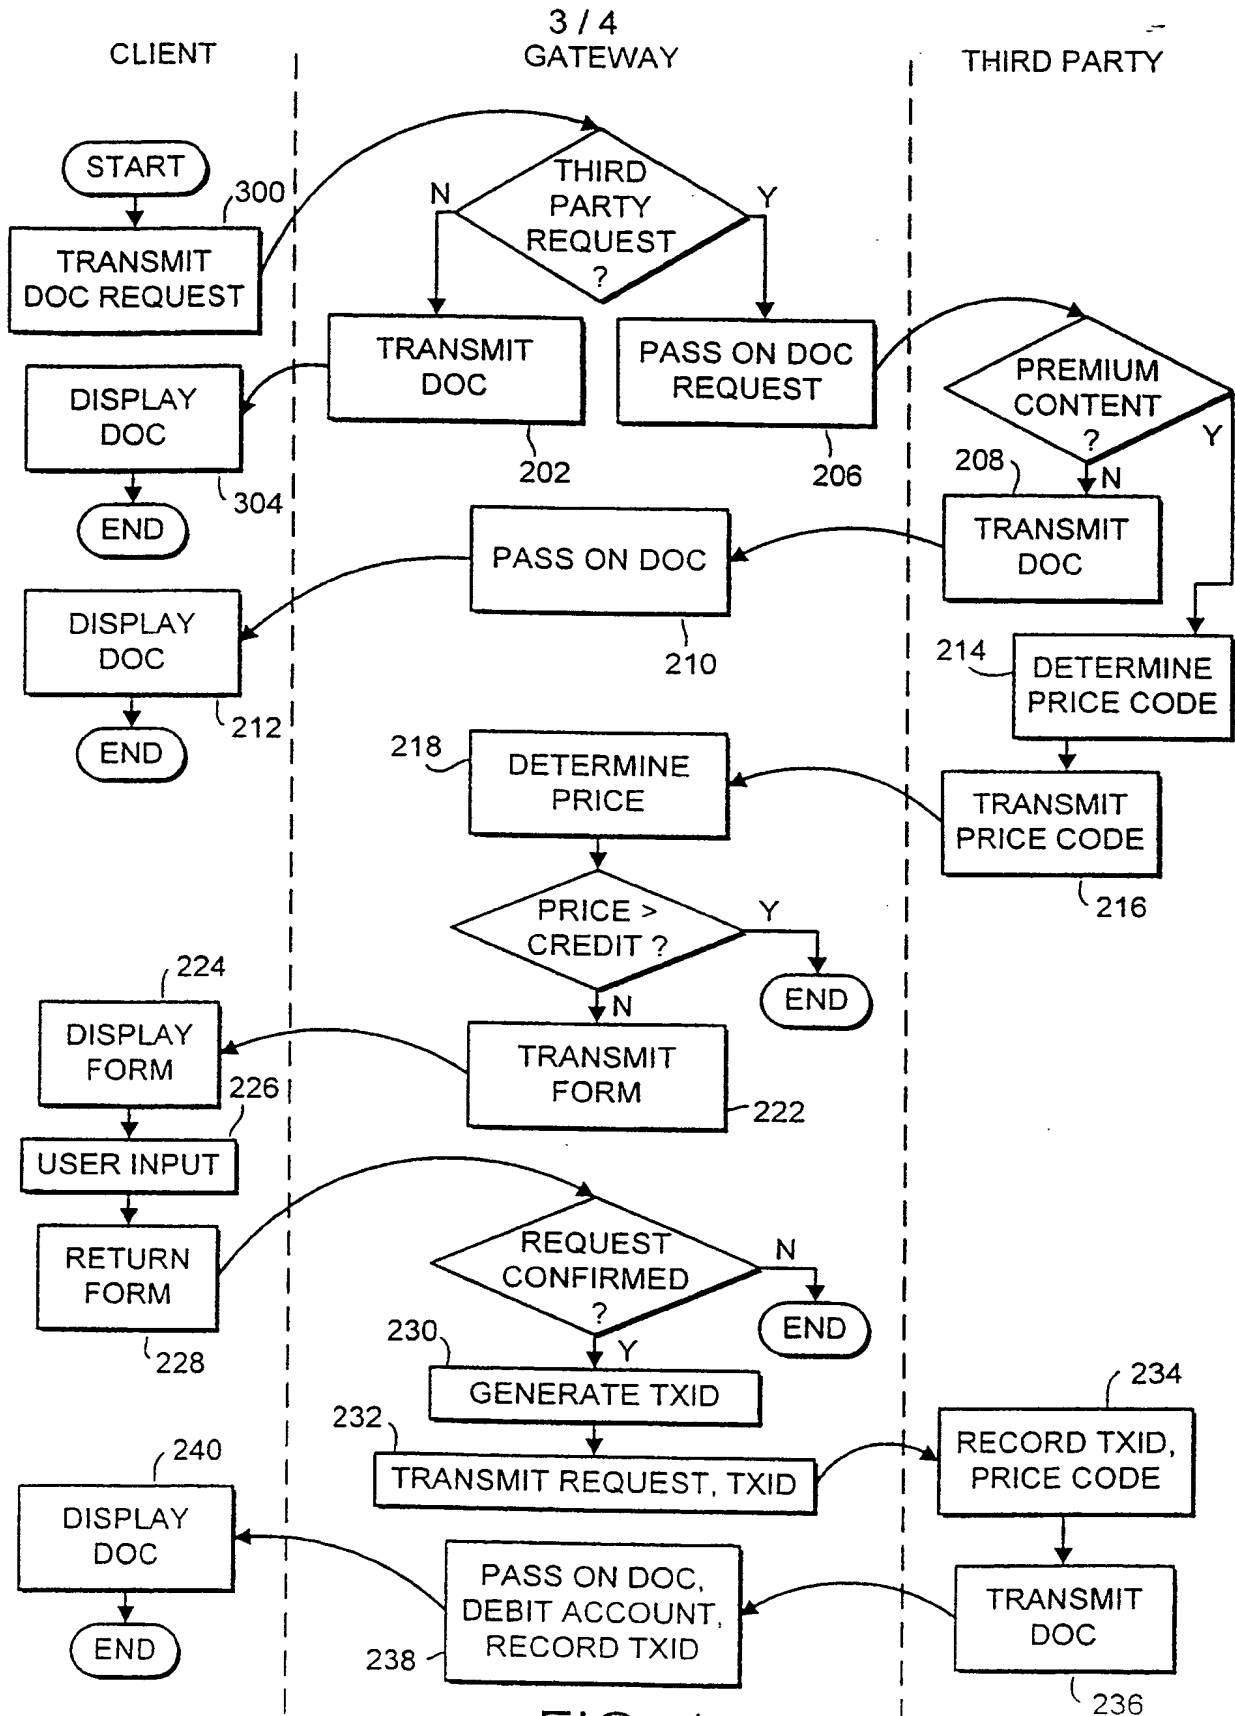 3 / 4
CLIENT
GATEWAY
THIRD PARTY
START
300
TRANSMIT
DOC REQUEST
THIRD
PARTY
REQUEST
?
N
Y
TRANSMIT
DOC
202
PASS ON DOC
REQUEST
206
PREMIUM
CONTENT
?
Y
N
DISPLAY
DOC
304
END
208
TRANSMIT
DOC
PASS ON DOC
210
DISPLAY
DOC
212
END
214
DETERMINE
PRICE CODE
TRANSMIT
PRICE CODE
216
218
DETERMINE
PRICE
PRICE >
CREDIT ?
Y
END
N
TRANSMIT
FORM
222
224
DISPLAY
FORM
226
USER INPUT
RETURN
FORM
228
REQUEST
CONFIRMED
?
N
END
Y
230
GENERATE TXID
232
TRANSMIT REQUEST, TXID
234
RECORD TXID,
PRICE CODE
TRANSMIT
DOC
236
PASS ON DOC,
DEBIT ACCOUNT,
RECORD TXID
238
240
DISPLAY
DOC
END